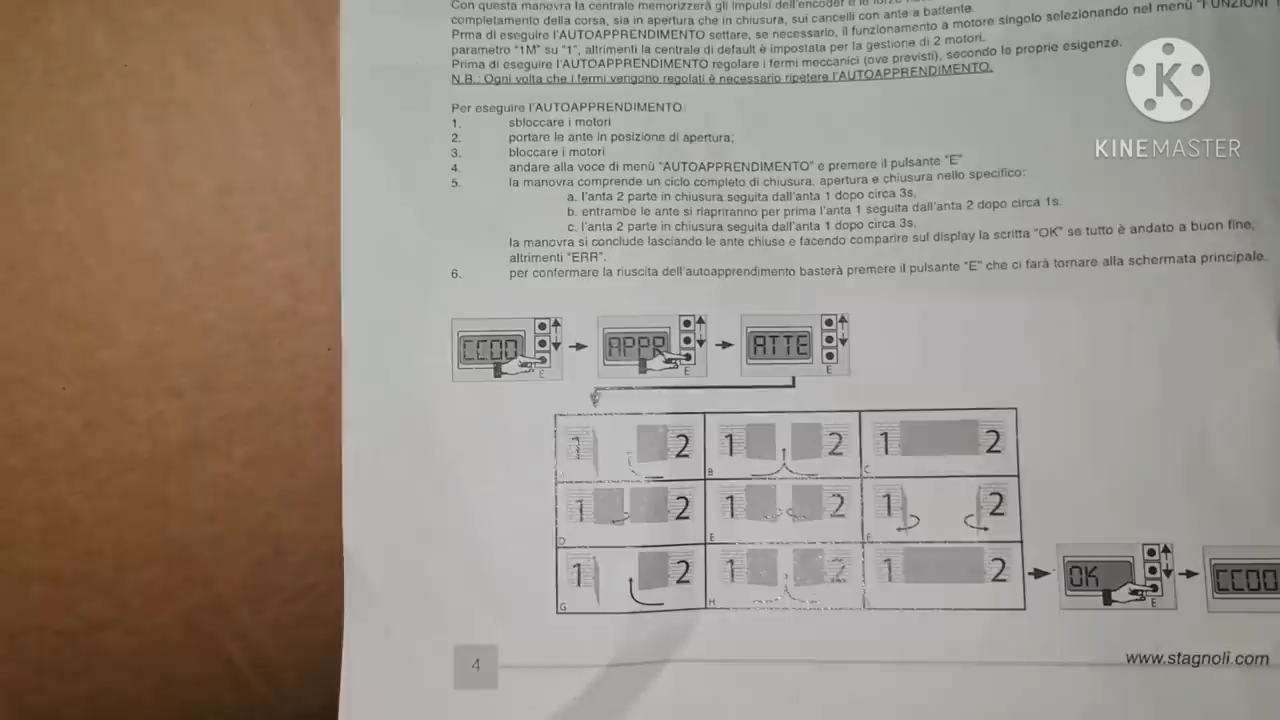 Con questa manovra la centrale memorizzerà gli impulsi dell'encoder e le
completamento della corsa, sia in apertura che in chiusura, sui cancelli con ante a battente.
Prma di eseguire l'AUTOAPPRENDIMENTO settare, se necessario, il funzionamento a motore singolo selezionando nel menù "FUNZIONI
parametro "1M" su "1", altrimenti la centrale di default è impostata per la gestione di 2 motori.
Prima di eseguire l'AUTOAPPRENDIMENTO regolare i fermi meccanici (ove previsti), secondo le proprie esigenze.
N.B.: Ogni volta che i fermi vengono regolati è necessario ripetere l'AUTOAPPRENDIMENTO.
Per eseguire l'AUTOAPPRENDIMENTO
1. sbloccare i motori
2. portare le ante in posizione di apertura;
3. bloccare i motori
4. andare alla voce di menù "AUTOAPPRENDIMENTO" e premere il pulsante "E"
5. la manovra comprende un ciclo completo di chiusura, apertura e chiusura nello specifico:
a. l'anta 2 parte in chiusura seguita dall'anta 1 dopo circa 3s,
b. entrambe le ante si riapriranno per prima l'anta 1 seguita dall'anta 2 dopo circa 1s.
c. l'anta 2 parte in chiusura seguita dall'anta 1 dopo circa 3s,
la manovra si conclude lasciando le ante chiuse e facendo comparire sul display la scritta "OK" se tutto è andato a buon fine,
altrimenti "ERR".
6. per confermare la riuscita dell'autoapprendimento basterà premere il pulsante "E" che ci farà tornare alla schermata principale.
KINEMASTER
CC00 E APPR E ATTE E
1 2 1 2 1 2
B C
1 2 1 2 1 2
D E F
1 2 1 2 1 2
G H
OK E CC00
4
www.stagnoli.com